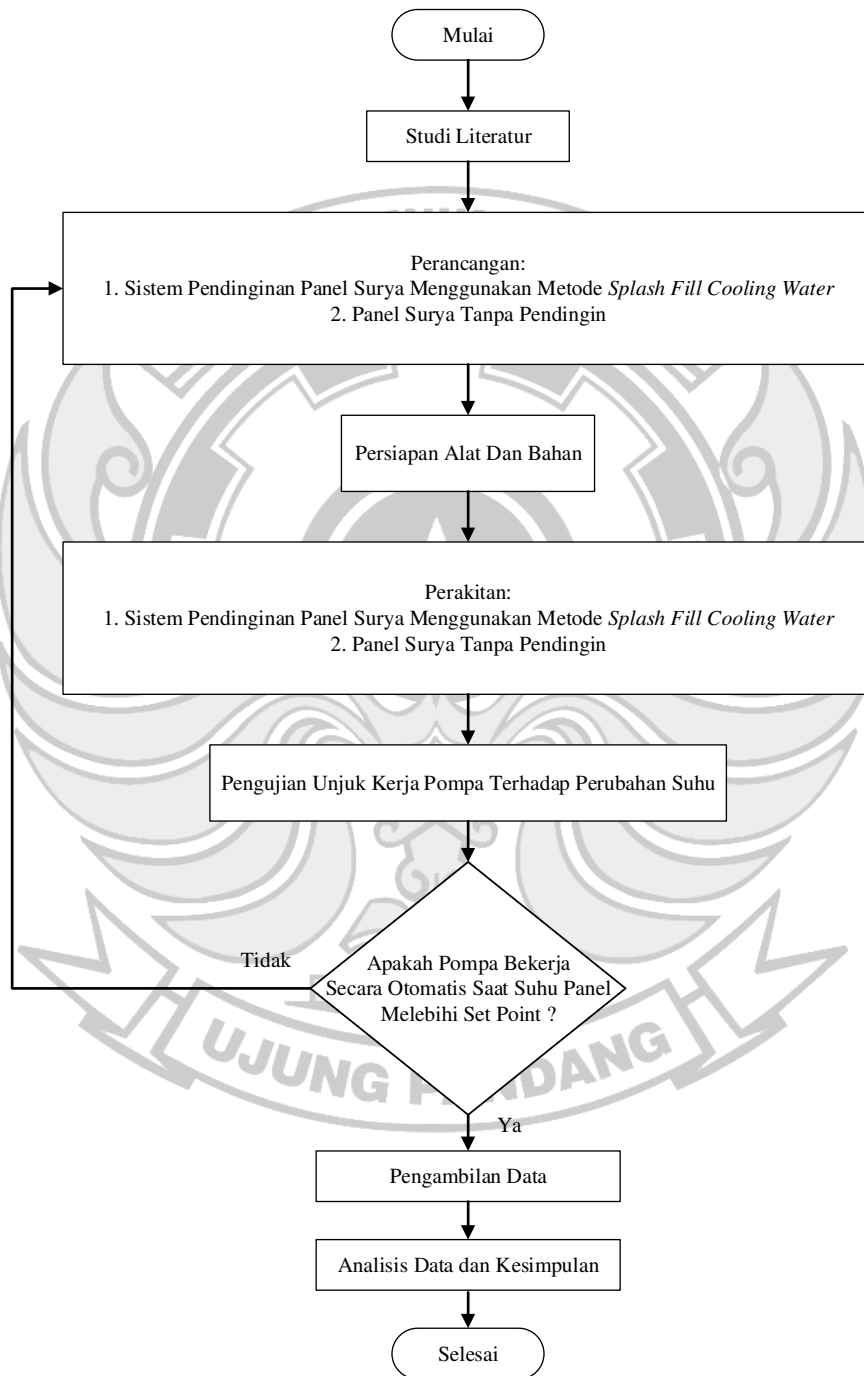 Mulai
Studi Literatur
Perancangan:
1. Sistem Pendinginan Panel Surya Menggunakan Metode Splash Fill Cooling Water
2. Panel Surya Tanpa Pendingin
Persiapan Alat Dan Bahan
Perakitan:
1. Sistem Pendinginan Panel Surya Menggunakan Metode Splash Fill Cooling Water
2. Panel Surya Tanpa Pendingin
Pengujian Unjuk Kerja Pompa Terhadap Perubahan Suhu
Tidak
Apakah Pompa Bekerja
Secara Otomatis Saat Suhu Panel
Melebihi Set Point ?
UJUNG
Ya
Pengambilan Data
Analisis Data dan Kesimpulan
Selesai